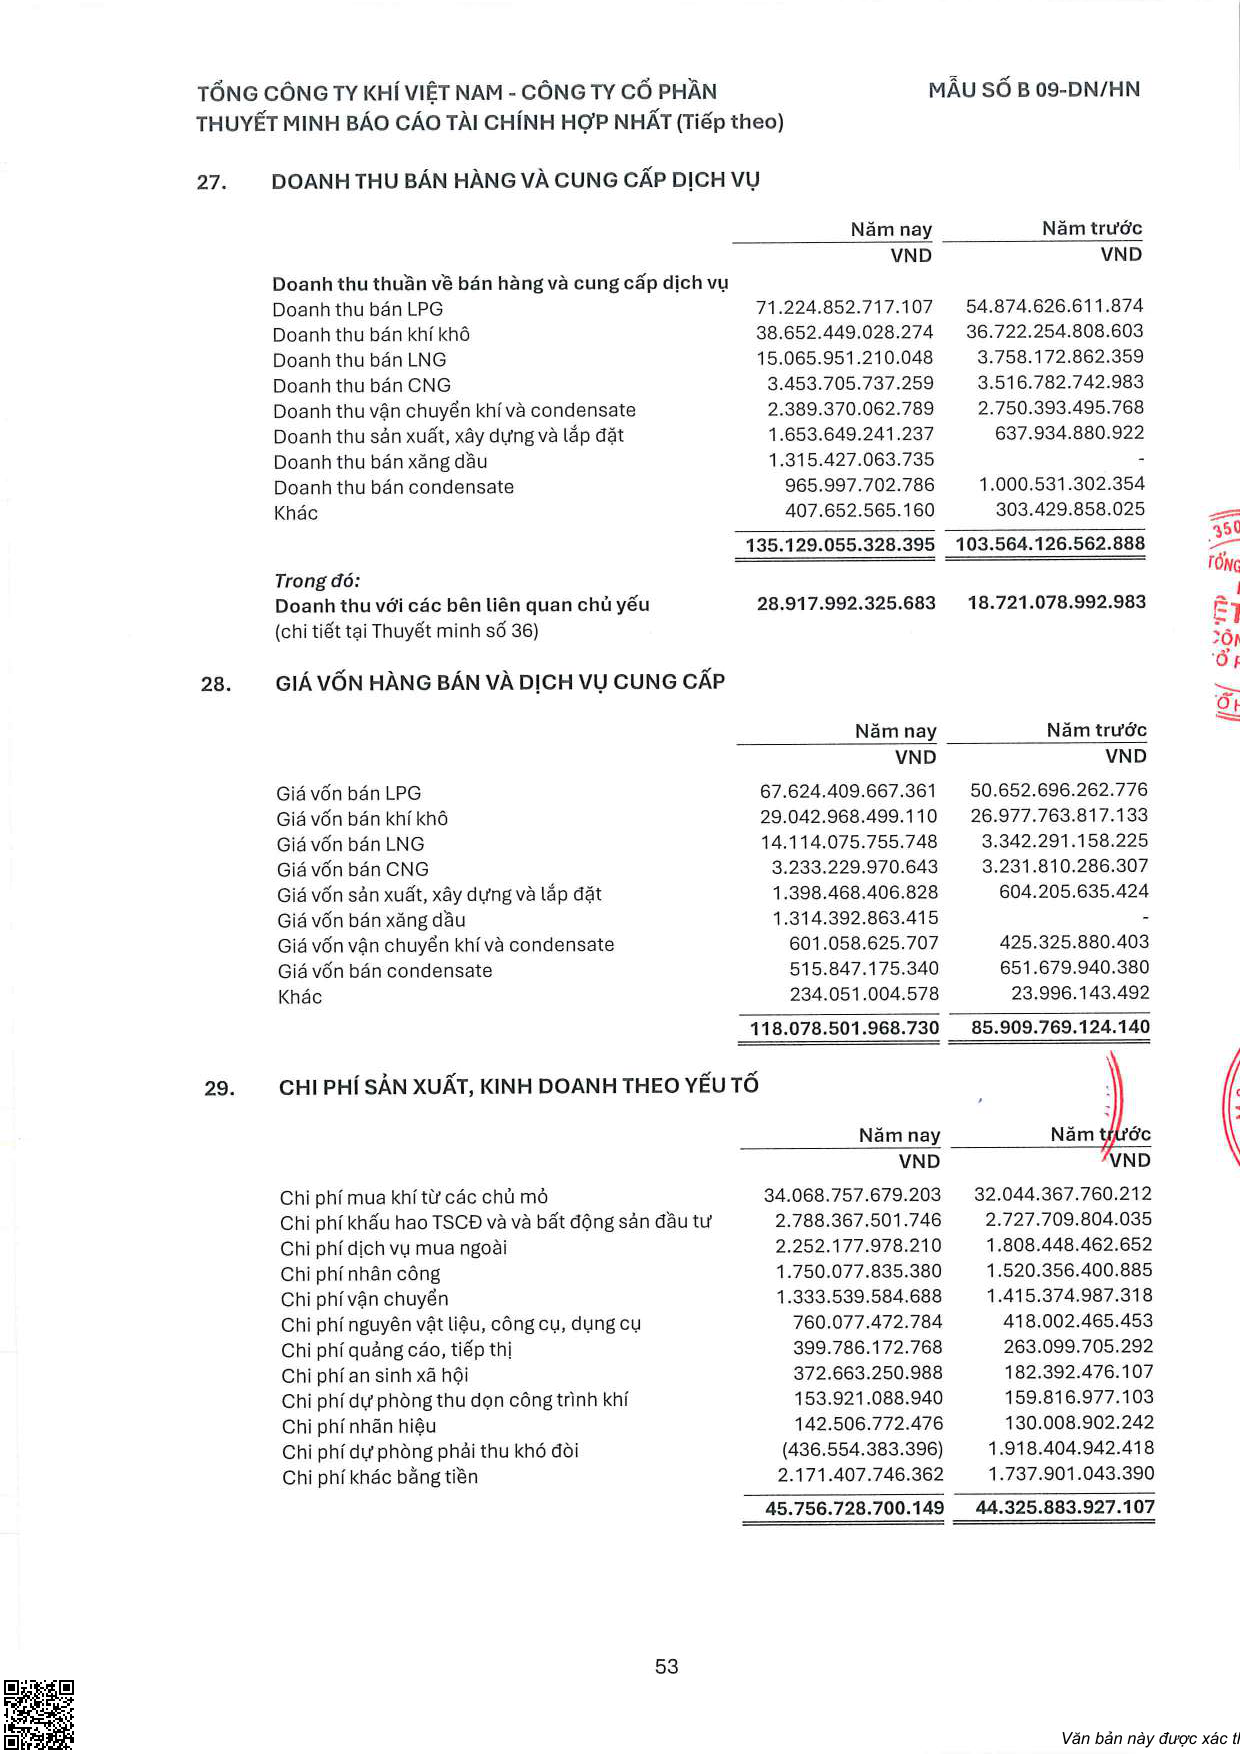 TỔNG CÔNG TY KHÍ VIỆT NAM - CÔNG TY CỔ PHẦN MẪU SỐ B 09-DN/HN
THUYẾT MINH BÁO CÁO TÀI CHÍNH HỢP NHẤT (Tiếp theo)
27. DOANH THU BÁN HÀNG VÀ CUNG CẤP DỊCH VỤ
Năm nay Năm trước
VND VND
Doanh thu thuần về bán hàng và cung cấp dịch vụ
Doanh thu bán LPG 71.224.852.717.107 54.874.626.611.874
Doanh thu bán khí khô 38.652.449.028.274 36.722.254.808.603
Doanh thu bán LNG 15.065.951.210.048 3.758.172.862.359
Doanh thu bán CNG 3.453.705.737.259 3.516.782.742.983
Doanh thu vận chuyển khí và condensate 2.389.370.062.789 2.750.393.495.768
Doanh thu sản xuất, xây dựng và lắp đặt 1.653.649.241.237 637.934.880.922
Doanh thu bán xăng dầu 1.315.427.063.735 -
Doanh thu bán condensate 965.997.702.786 1.000.531.302.354
Khác 407.652.565.160 303.429.858.025
135.129.055.328.395 103.564.126.562.888
Trong đó:
Doanh thu với các bên liên quan chủ yếu 28.917.992.325.683 18.721.078.992.983
(chi tiết tại Thuyết minh số 36)
28. GIÁ VỐN HÀNG BÁN VÀ DỊCH VỤ CUNG CẤP
Năm nay Năm trước
VND VND
Giá vốn bán LPG 67.624.409.667.361 50.652.696.262.776
Giá vốn bán khí khô 29.042.968.499.110 26.977.763.817.133
Giá vốn bán LNG 14.114.075.755.748 3.342.291.158.225
Giá vốn bán CNG 3.233.229.970.643 3.231.810.286.307
Giá vốn sản xuất, xây dựng và lắp đặt 1.398.468.406.828 604.205.635.424
Giá vốn bán xăng dầu 1.314.392.863.415 -
Giá vốn vận chuyển khí và condensate 601.058.625.707 425.325.880.403
Giá vốn bán condensate 515.847.175.340 651.679.940.380
Khác 234.051.004.578 23.996.143.492
118.078.501.968.730 85.909.769.124.140
29. CHI PHÍ SẢN XUẤT, KINH DOANH THEO YẾU TỐ
Năm nay Năm trước
VND VND
Chi phí mua khí từ các chủ mỏ 34.068.757.679.203 32.044.367.760.212
Chi phí khấu hao TSCĐ và và bất động sản đầu tư 2.788.367.501.746 2.727.709.804.035
Chi phí dịch vụ mua ngoài 2.252.177.978.210 1.808.448.462.652
Chi phí nhân công 1.750.077.835.380 1.520.356.400.885
Chi phí vận chuyển 1.333.539.584.688 1.415.374.987.318
Chi phí nguyên vật liệu, công cụ, dụng cụ 760.077.472.784 418.002.465.453
Chi phí quảng cáo, tiếp thị 399.786.172.768 263.099.705.292
Chi phí an sinh xã hội 372.663.250.988 182.392.476.107
Chi phí dự phòng thu dọn công trình khí 153.921.088.940 159.816.977.103
Chi phí nhãn hiệu 142.506.772.476 130.008.902.242
Chi phí dự phòng phải thu khó đòi (436.554.383.396) 1.918.404.942.418
Chi phí khác bằng tiền 2.171.407.746.362 1.737.901.043.390
45.756.728.700.149 44.325.883.927.107
53
Văn bản này được xác